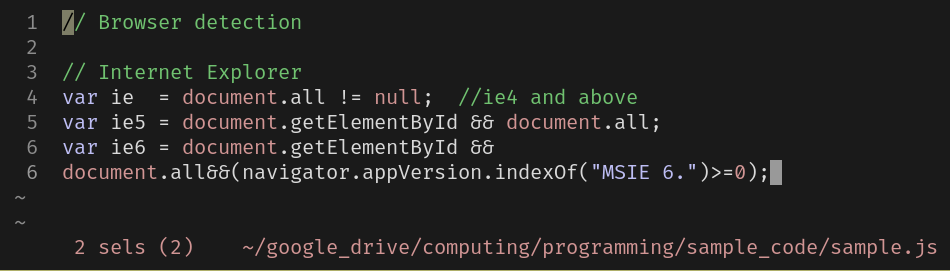 1 // Browser detection
2
3 // Internet Explorer
4 var ie  = document.all != null;  //ie4 and above
5 var ie5 = document.getElementById && document.all;
6 var ie6 = document.getElementById &&
6 document.all&&(navigator.appVersion.indexOf("MSIE 6.")>=0);
~
~
2 sels (2)    ~/google_drive/computing/programming/sample_code/sample.js